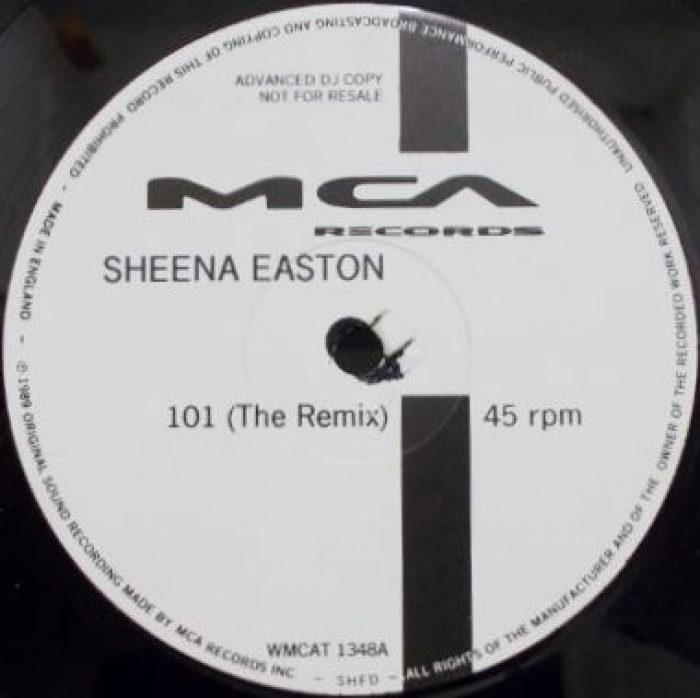 ADVANCED DJ COPY
NOT FOR RESALE
MCA
RECORDS
SHEENA EASTON
101 (The Remix) 45 rpm
WMCAT 1348A
℗ 1989 ORIGINAL SOUND RECORDING MADE BY MCA RECORDS INC – SHFD – ALL RIGHTS OF THE MANUFACTURER AND OF THE OWNER OF THE RECORDED WORK RESERVED UNAUTHORISED PUBLIC PERFORMANCE BROADCASTING AND COPYING OF THIS RECORD PROHIBITED – MADE IN ENGLAND –